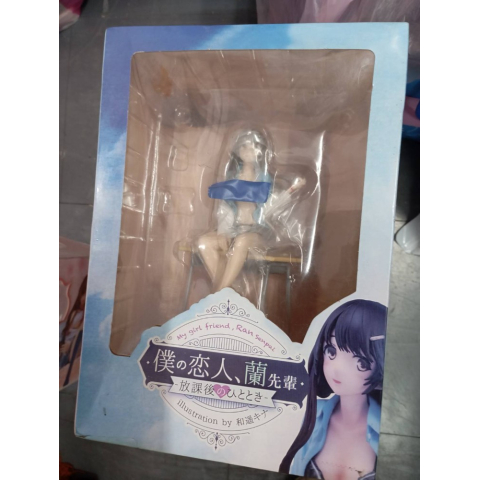 My girl friend, Ran Senpai
僕の恋人、蘭先輩
-放課後のひととき-
Illustration by 和遥キナ